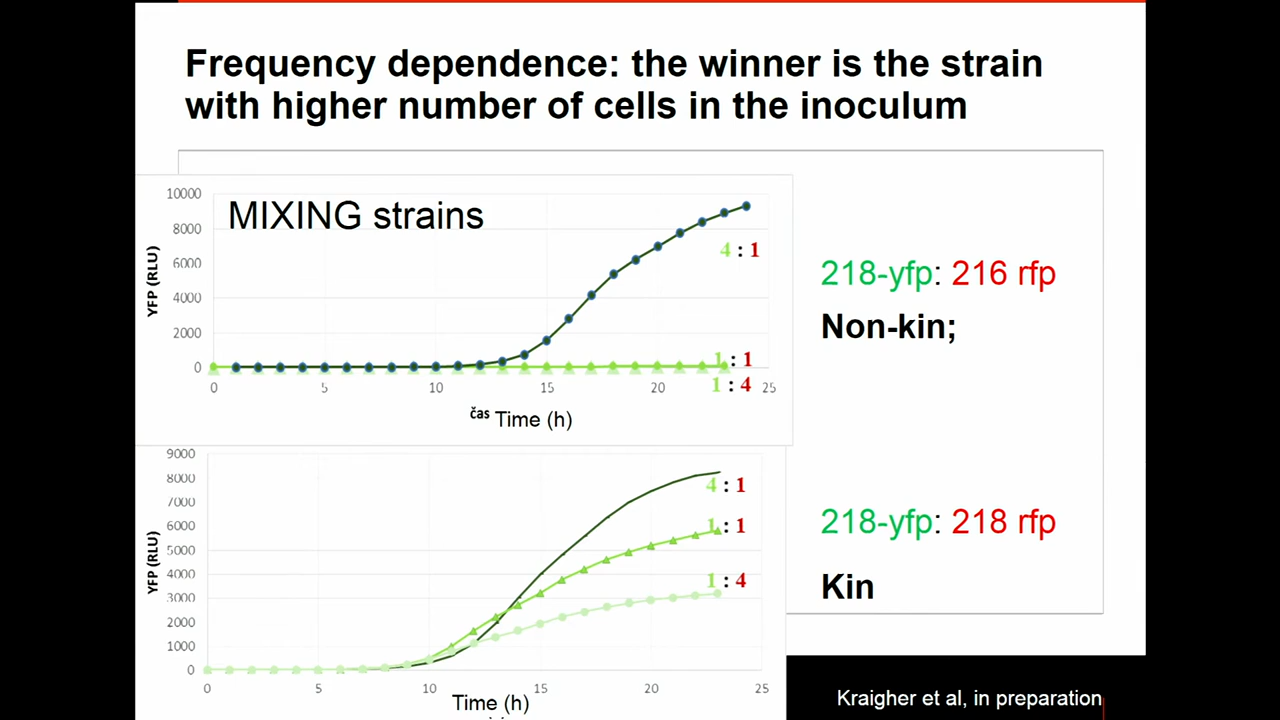 Frequency dependence: the winner is the strain
with higher number of cells in the inoculum
MIXING strains
YFP (RLU)
10000
8000
6000
4000
2000
0
0 5 10 15 20 25
4 : 1
1 : 1
1 : 4
čas Time (h)
218-yfp: 216 rfp
Non-kin;
YFP (RLU)
9000
8000
7000
6000
5000
4000
3000
2000
1000
0
0 5 10 15 20 25
4 : 1
1 : 1
1 : 4
Time (h)
218-yfp: 218 rfp
Kin
Kraigher et al, in preparation